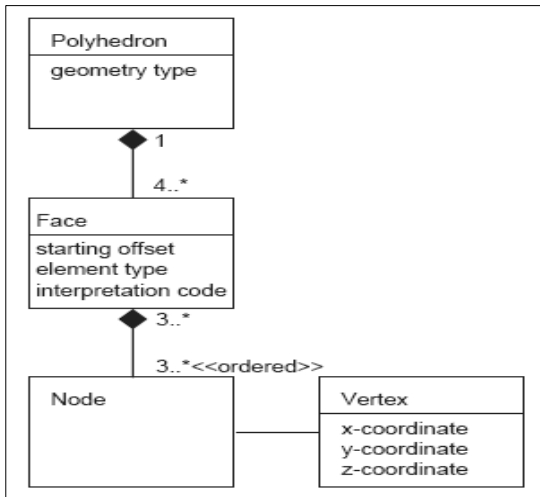 Polyhedron
geometry type
1
4..*
Face
starting offset
element type
interpretation code
3..*
3..*<<ordered>>
Node
Vertex
x-coordinate
y-coordinate
z-coordinate